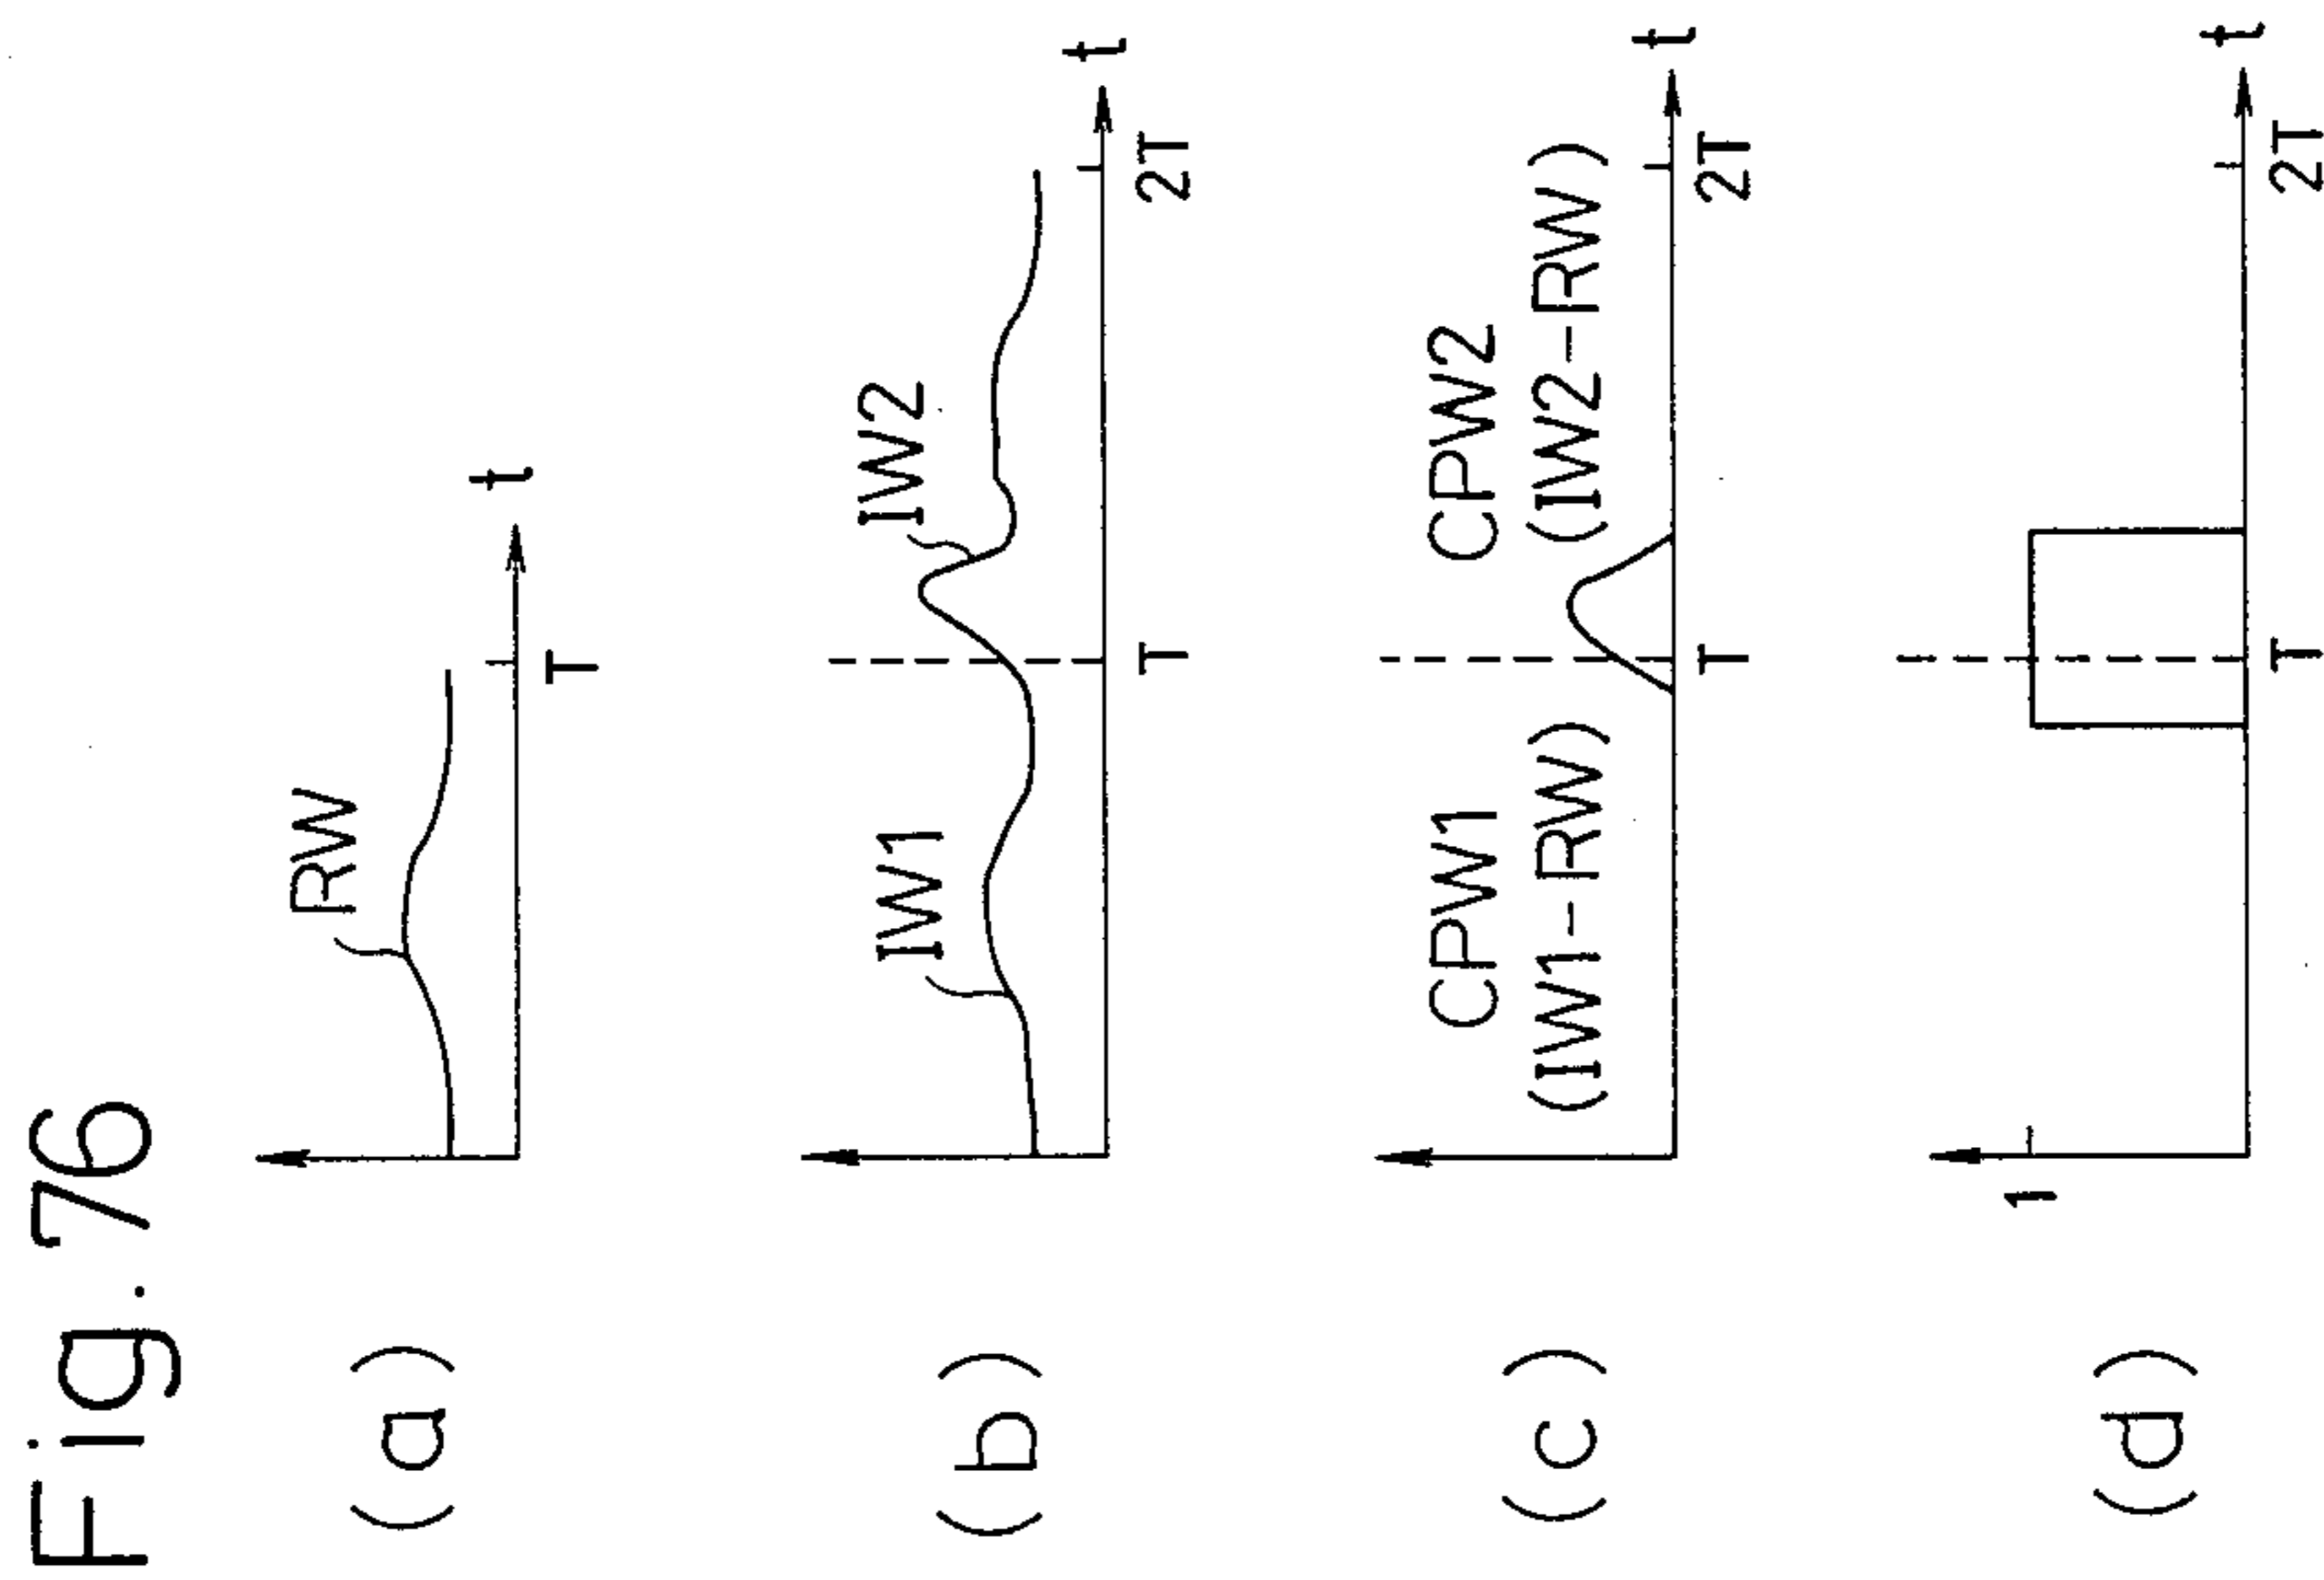 Fig. 76
(a)
RW
T
t
(b)
IW1
IW2
T
2T
t
(c)
CPW1
(IW1-RW)
CPW2
(IW2-RW)
T
2T
t
(d)
1
T
2T
t